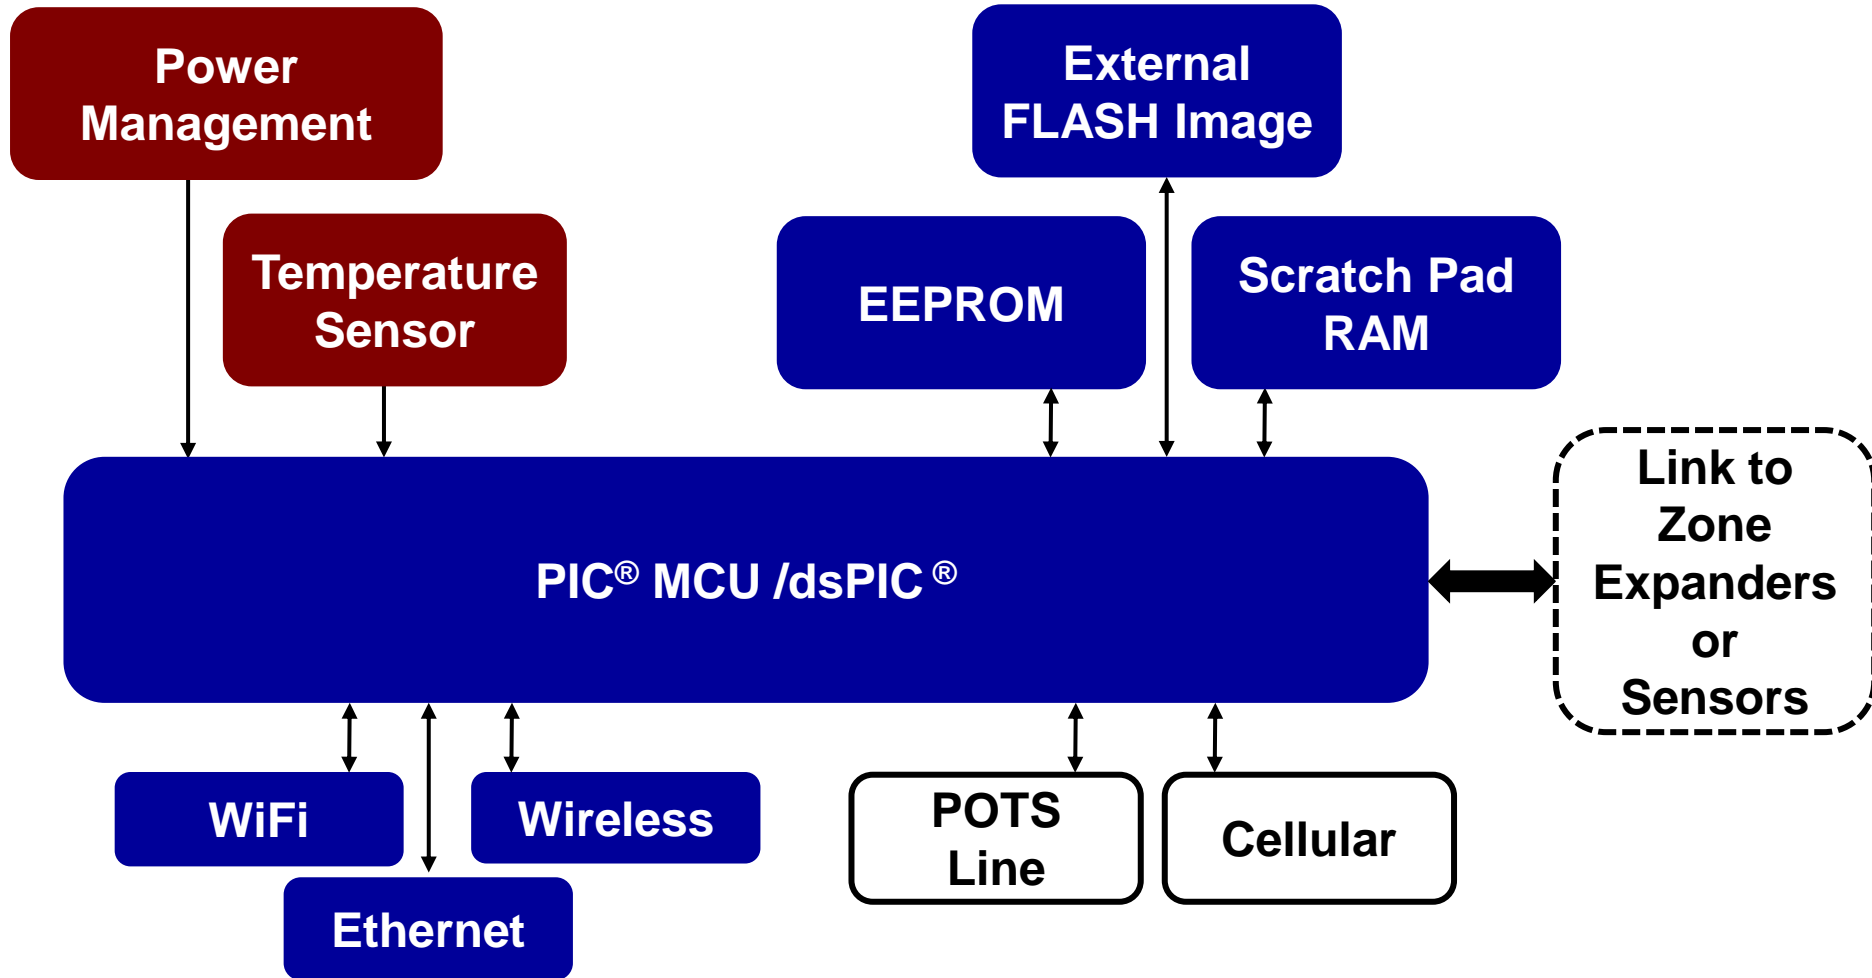 Power
Management
External
FLASH Image
Temperature
Sensor
EEPROM
Scratch Pad
RAM
Link to
Zone
Expanders
or
Sensors
PIC® MCU /dsPIC ®
WiFi
Wireless
Ethernet
POTS
Line
Cellular